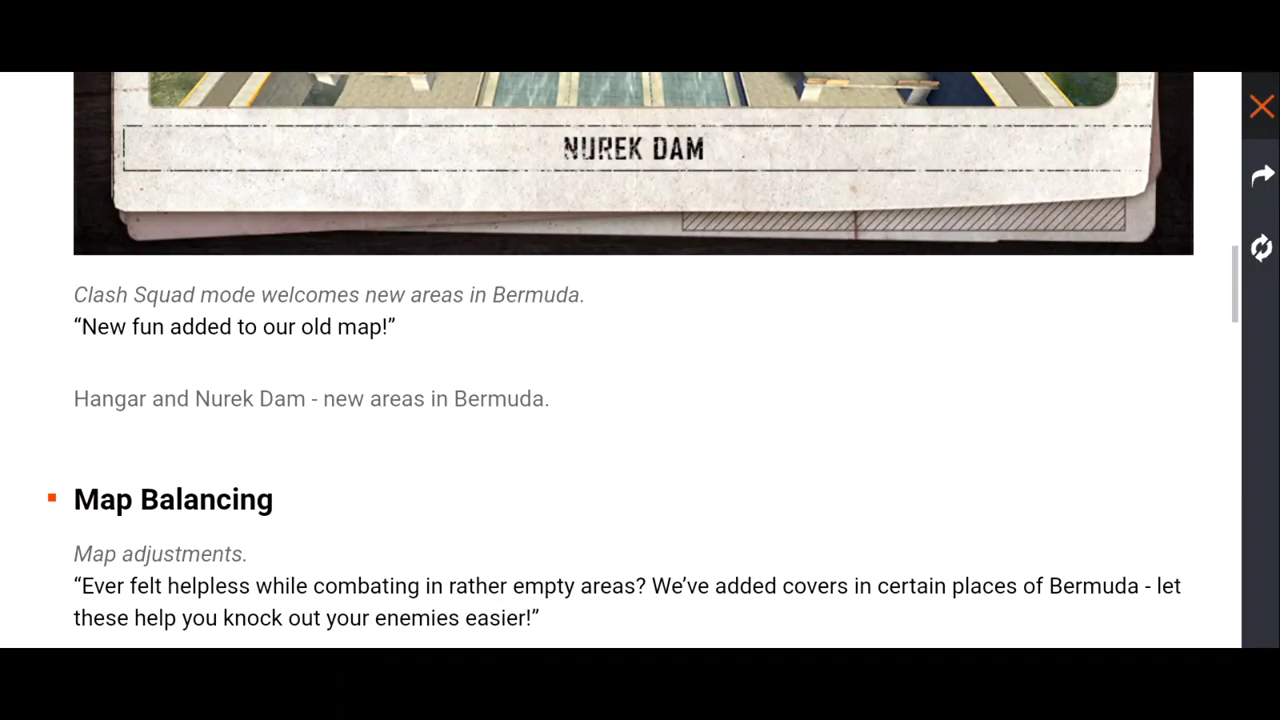 NUREK DAM
Clash Squad mode welcomes new areas in Bermuda.
“New fun added to our old map!”
Hangar and Nurek Dam - new areas in Bermuda.
Map Balancing
Map adjustments.
“Ever felt helpless while combating in rather empty areas? We’ve added covers in certain places of Bermuda - let
these help you knock out your enemies easier!”